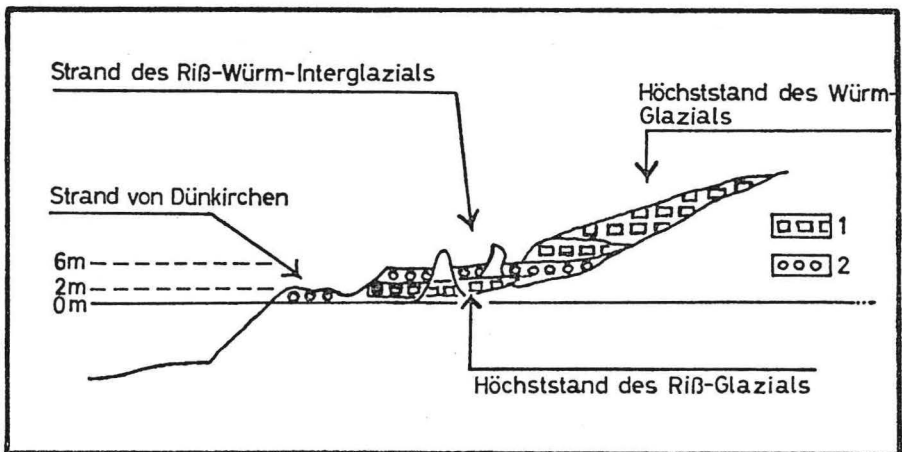 Strand des Riß-Würm-Interglazials
Höchststand des Würm-
Glazials
Strand von Dünkirchen
1
6m
2
2m
0m
Höchststand des Riß-Glazials